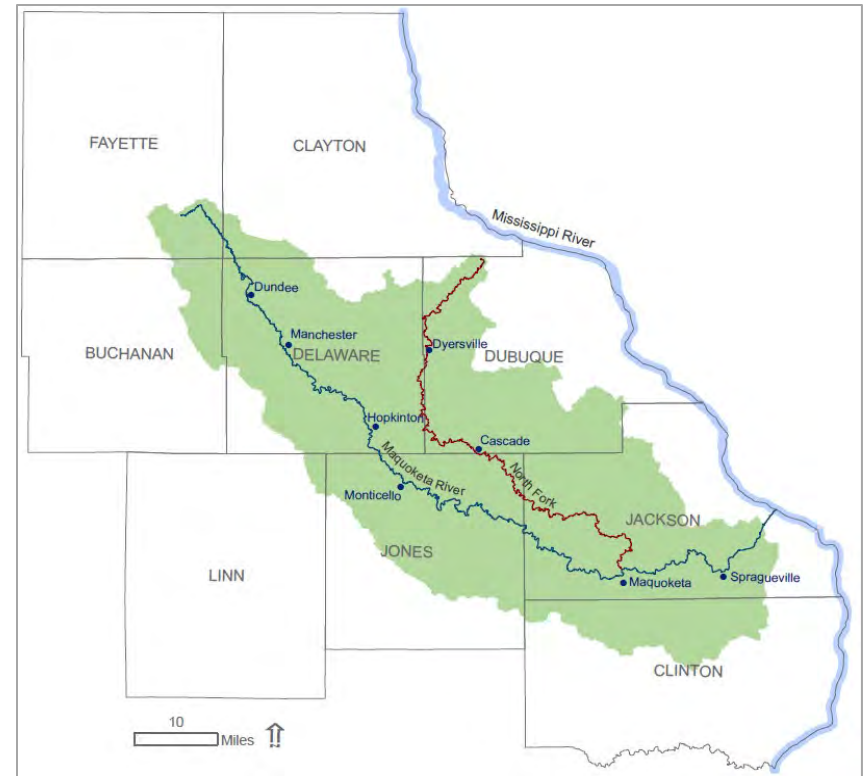 FAYETTE
CLAYTON
Mississippi River
Dundee
Manchester
BUCHANAN
DELAWARE
Dyersville
DUBUQUE
Hopkinton
Cascade
Maquoketa River
North Fork
Monticello
JACKSON
JONES
LINN
Maquoketa
Spragueville
CLINTON
10
Miles